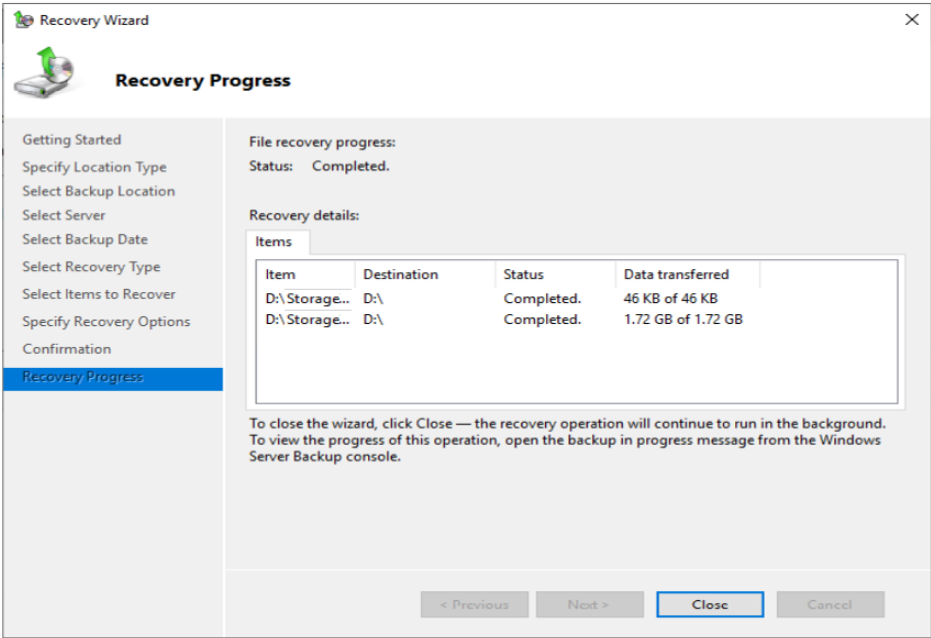 Recovery Wizard
Recovery Progress
Getting Started
Specify Location Type
Select Backup Location
Select Server
Select Backup Date
Select Recovery Type
Select Items to Recover
Specify Recovery Options
Confirmation
Recovery Progress
File recovery progress:
Status: Completed.
Recovery details:
Items
Item Destination Status Data transferred
D:\Storage... D:\ Completed. 46 KB of 46 KB
D:\Storage... D:\ Completed. 1.72 GB of 1.72 GB
To close the wizard, click Close — the recovery operation will continue to run in the background.
To view the progress of this operation, open the backup in progress message from the Windows
Server Backup console.
< Previous Next > Close Cancel